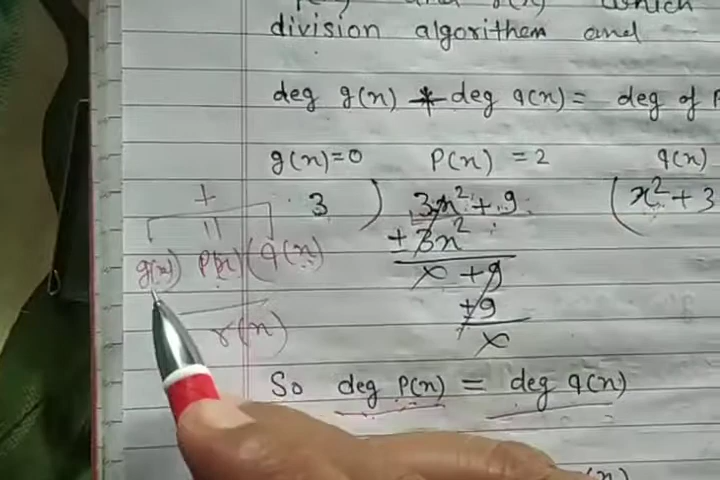 which
division algorithem and
deg g(x) + deg q(x) = deg of P
g(x)=0 P(x) = 2 q(x)
3 ) 3x² + 9 ( x² + 3
+ 3x²
x +9
+9
x
+
=
g(x)) P(x) ( q(x)
r(x)
So deg P(x) = deg q(x)